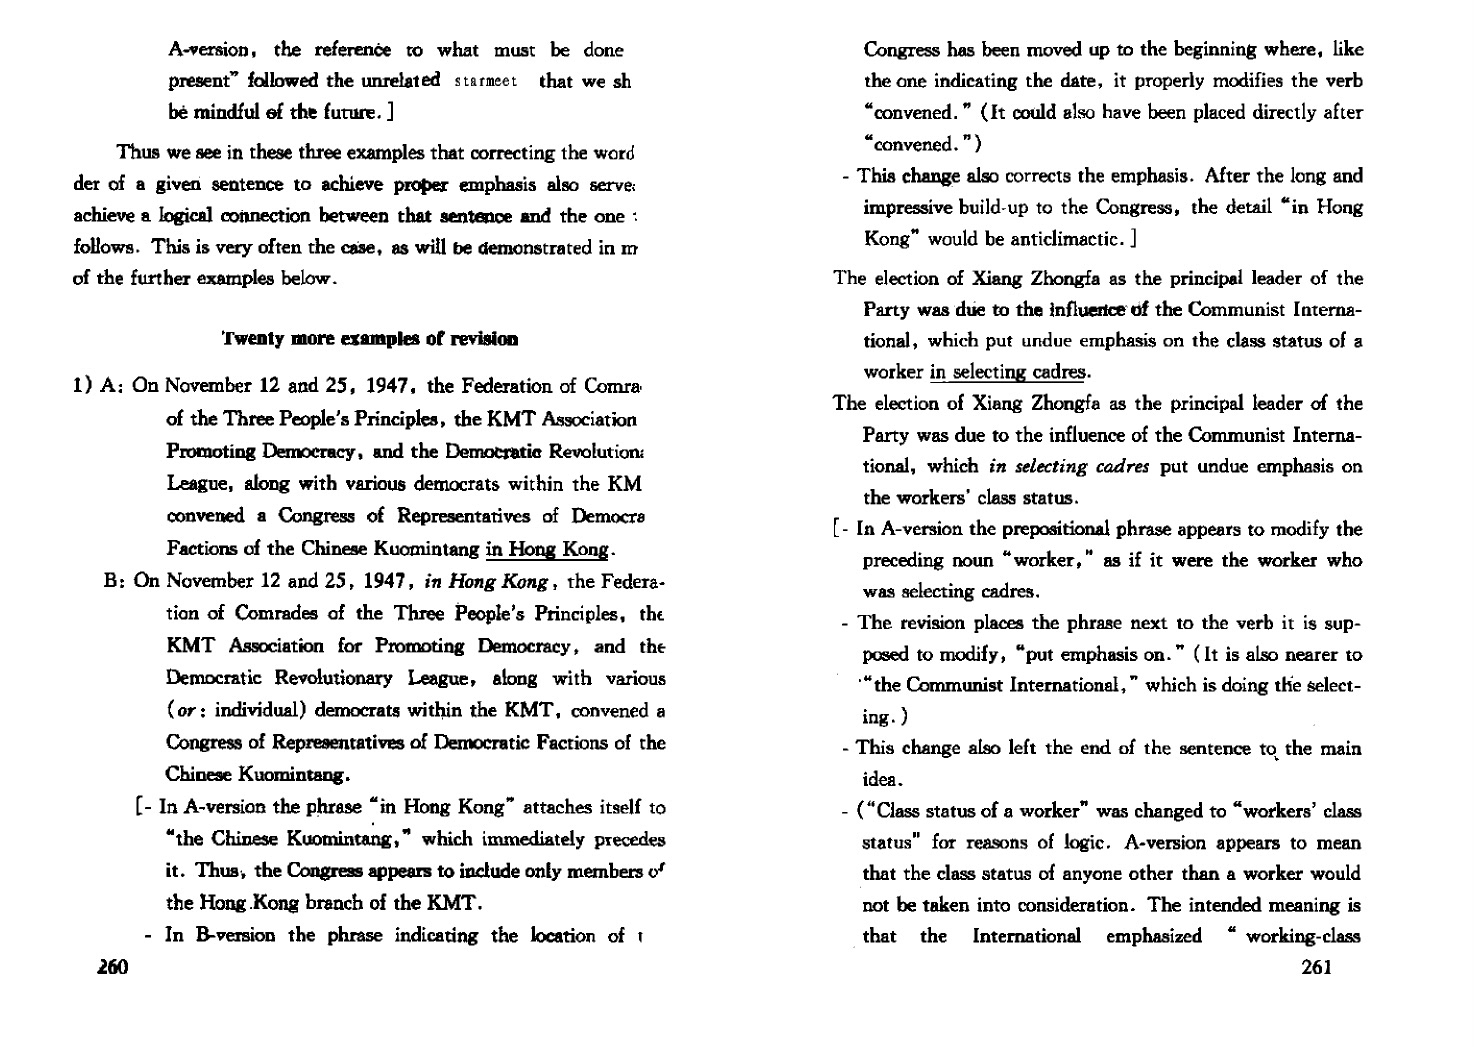 A-version, the reference to what must be done
present” followed the unrelated starmeet that we sh
be mindful of the future. ]
Thus we see in these three examples that correcting the word
der of a given sentence to achieve proper emphasis also serve
achieve a logical connection between that sentence and the one
follows. This is very often the case, as will be demonstrated in m
of the further examples below.
Twenty more examples of revision
1) A: On November 12 and 25, 1947, the Federation of Comra
of the Three People's Principles, the KMT Association
Promoting Democracy, and the Democratic Revolution
League, along with various democrats within the KM
convened a Congress of Representatives of Democra
Factions of the Chinese Kuomintang in Hong Kong.
B: On November 12 and 25, 1947, in Hong Kong, the Federa-
tion of Comrades of the Three People's Principles, the
KMT Association for Promoting Democracy, and the
Democratic Revolutionary League, along with various
(or: individual) democrats within the KMT, convened a
Congress of Representatives of Democratic Factions of the
Chinese Kuomintang.
[- In A-version the phrase “in Hong Kong” attaches itself to
“the Chinese Kuomintang,” which immediately precedes
it. Thus, the Congress appears to include only members of
the Hong Kong branch of the KMT.
- In B-version the phrase indicating the location of t
260
Congress has been moved up to the beginning where, like
the one indicating the date, it properly modifies the verb
“convened.” (It could also have been placed directly after
“convened.”)
- This change also corrects the emphasis. After the long and
impressive build-up to the Congress, the detail “in Hong
Kong” would be anticlimactic. ]
The election of Xiang Zhongfa as the principal leader of the
Party was due to the influence of the Communist Interna-
tional, which put undue emphasis on the class status of a
worker in selecting cadres.
The election of Xiang Zhongfa as the principal leader of the
Party was due to the influence of the Communist Interna-
tional, which in selecting cadres put undue emphasis on
the workers' class status.
[- In A-version the prepositional phrase appears to modify the
preceding noun “worker,” as if it were the worker who
was selecting cadres.
- The revision places the phrase next to the verb it is sup-
posed to modify, “put emphasis on.” (It is also nearer to
“the Communist International,” which is doing the select-
ing.)
- This change also left the end of the sentence to the main
idea.
- (“Class status of a worker” was changed to “workers' class
status” for reasons of logic. A-version appears to mean
that the class status of anyone other than a worker would
not be taken into consideration. The intended meaning is
that the International emphasized “ working-class
261